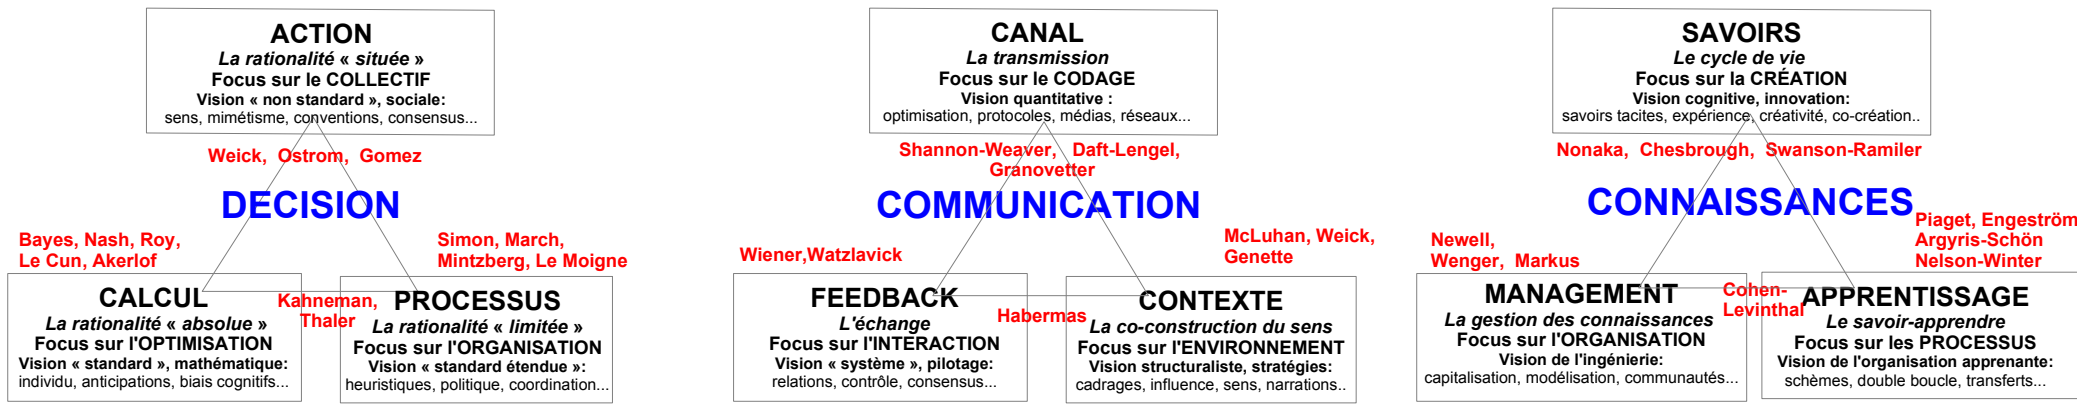 ACTION
La rationalité « située »
Focus sur le COLLECTIF
Vision « non standard », sociale:
sens, mimétisme, conventions, consensus...
Weick, Ostrom, Gomez
DECISION
Bayes, Nash, Roy,
Le Cun, Akerlof
Simon, March,
Mintzberg, Le Moigne
CALCUL
La rationalité « absolue »
Focus sur l'OPTIMISATION
Vision « standard », mathématique:
individu, anticipations, biais cognitifs...
Kahneman,
Thaler
PROCESSUS
La rationalité « limitée »
Focus sur l'ORGANISATION
Vision « standard étendue »:
heuristiques, politique, coordination...
CANAL
La transmission
Focus sur le CODAGE
Vision quantitative :
optimisation, protocoles, médias, réseaux...
Shannon-Weaver, Daft-Lengel,
Granovetter
COMMUNICATION
Wiener,Watzlavick
McLuhan, Weick,
Genette
FEEDBACK
L'échange
Focus sur l'INTERACTION
Vision « système », pilotage:
relations, contrôle, consensus...
Habermas
CONTEXTE
La co-construction du sens
Focus sur l'ENVIRONNEMENT
Vision structuraliste, stratégies:
cadrages, influence, sens, narrations..
SAVOIRS
Le cycle de vie
Focus sur la CRÉATION
Vision cognitive, innovation:
savoirs tacites, expérience, créativité, co-création..
Nonaka, Chesbrough, Swanson-Ramiler
CONNAISSANCES
Newell,
Wenger, Markus
Piaget, Engeström
Argyris-Schön
Nelson-Winter
MANAGEMENT
La gestion des connaissances
Focus sur l'ORGANISATION
Vision de l'ingénierie:
capitalisation, modélisation, communautés...
Cohen-
Levinthal
APPRENTISSAGE
Le savoir-apprendre
Focus sur les PROCESSUS
Vision de l'organisation apprenante:
schèmes, double boucle, transferts...